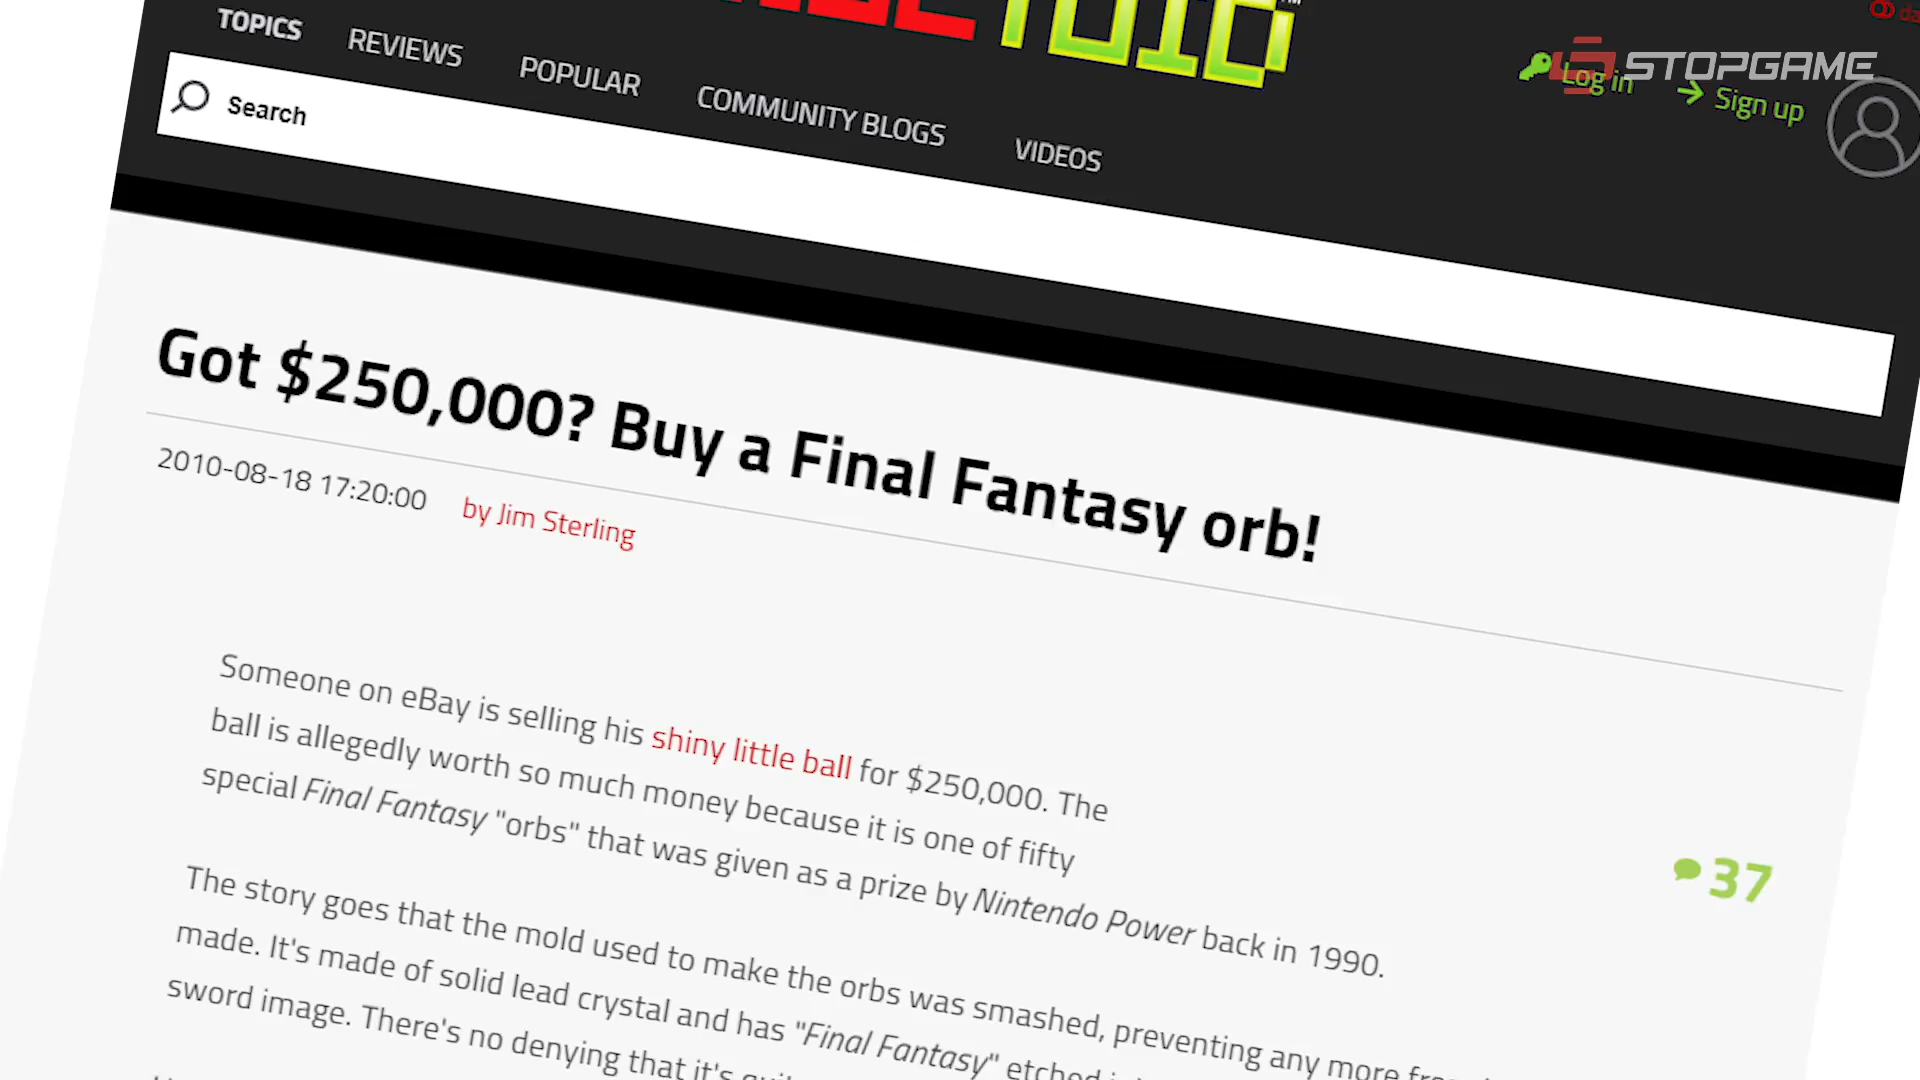 TOPICS REVIEWS POPULAR COMMUNITY BLOGS VIDEOS
Log in Sign up
STOPGAME
Search
Got $250,000? Buy a Final Fantasy orb!
2010-08-18 17:20:00 by Jim Sterling
Someone on eBay is selling his shiny little ball for $250,000. The
ball is allegedly worth so much money because it is one of fifty
special Final Fantasy "orbs" that was given as a prize by Nintendo Power back in 1990.
37
The story goes that the mold used to make the orbs was smashed, preventing any more
made. It's made of solid lead crystal and has "Final Fantasy" etched
sword image. There's no denying that it's